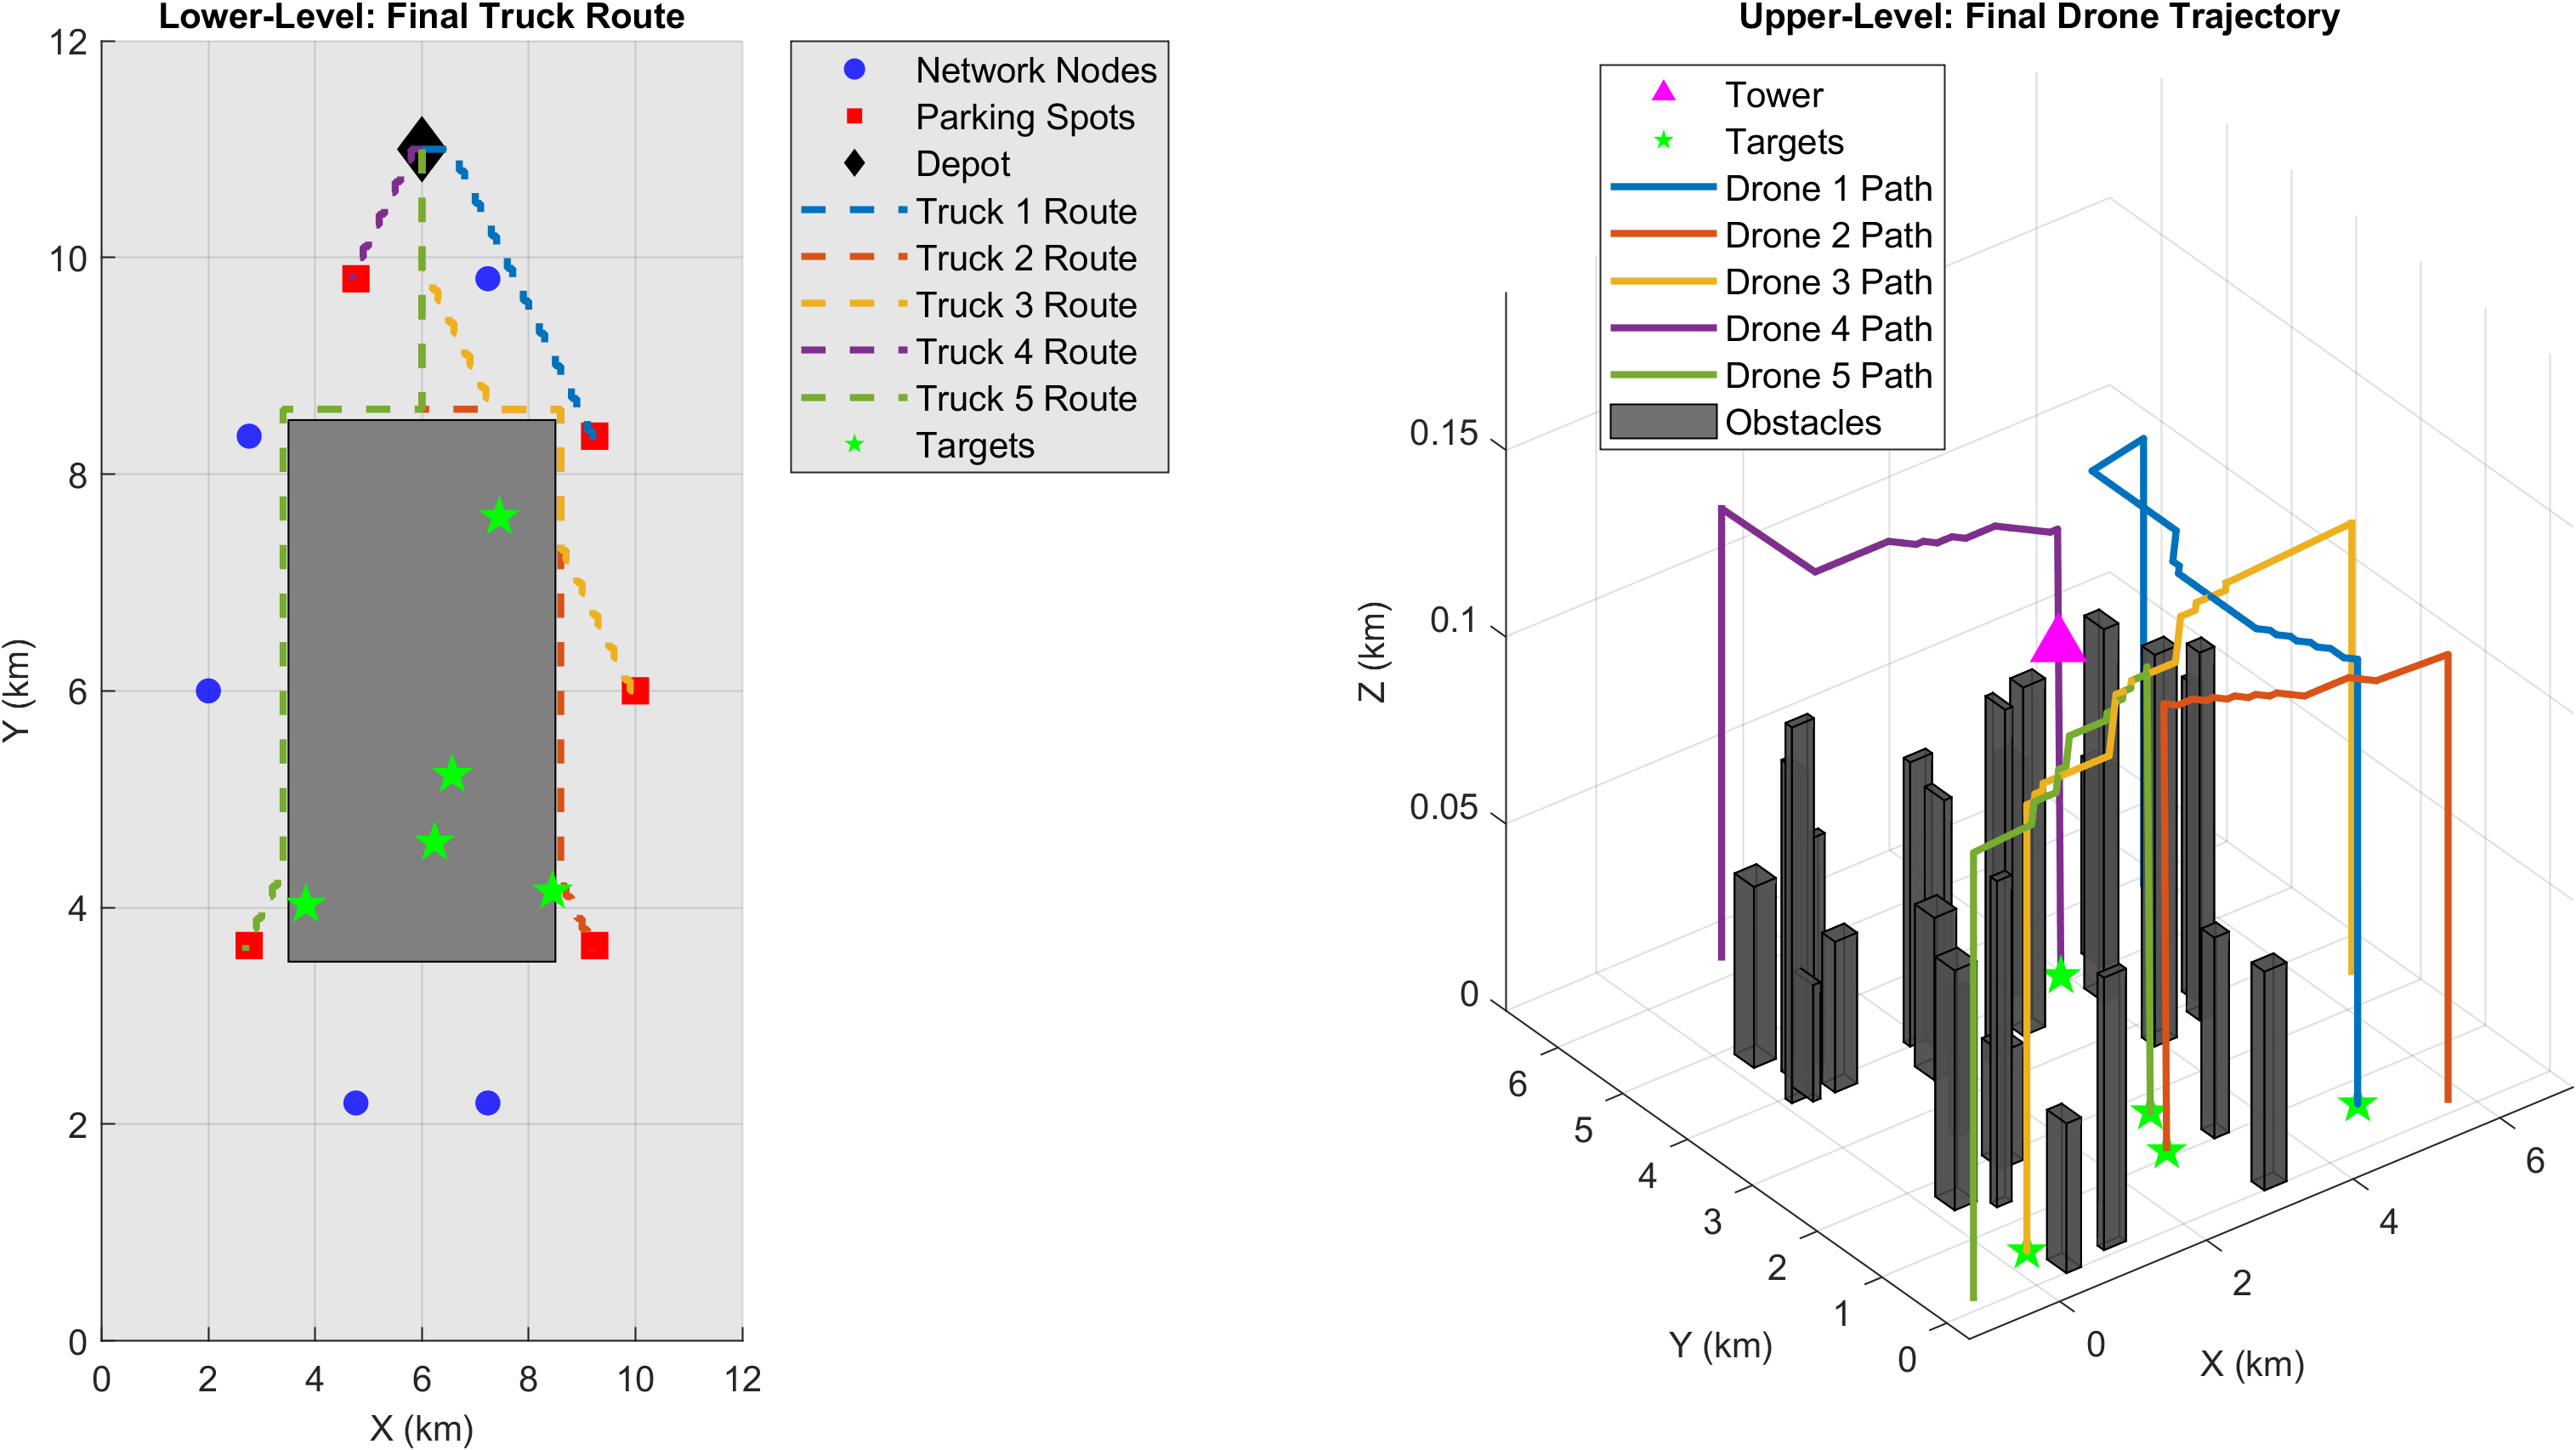 Lower-Level: Final Truck Route
12
10
8
6
4
2
0
0 2 4 6 8 10 12
X (km)
Y (km)
Network Nodes
Parking Spots
Depot
Truck 1 Route
Truck 2 Route
Truck 3 Route
Truck 4 Route
Truck 5 Route
Targets
Upper-Level: Final Drone Trajectory
Tower
Targets
Drone 1 Path
Drone 2 Path
Drone 3 Path
Drone 4 Path
Drone 5 Path
Obstacles
0.15
0.1
0.05
0
Z (km)
6
5
4
3
2
1
0
Y (km)
0
2
4
6
X (km)